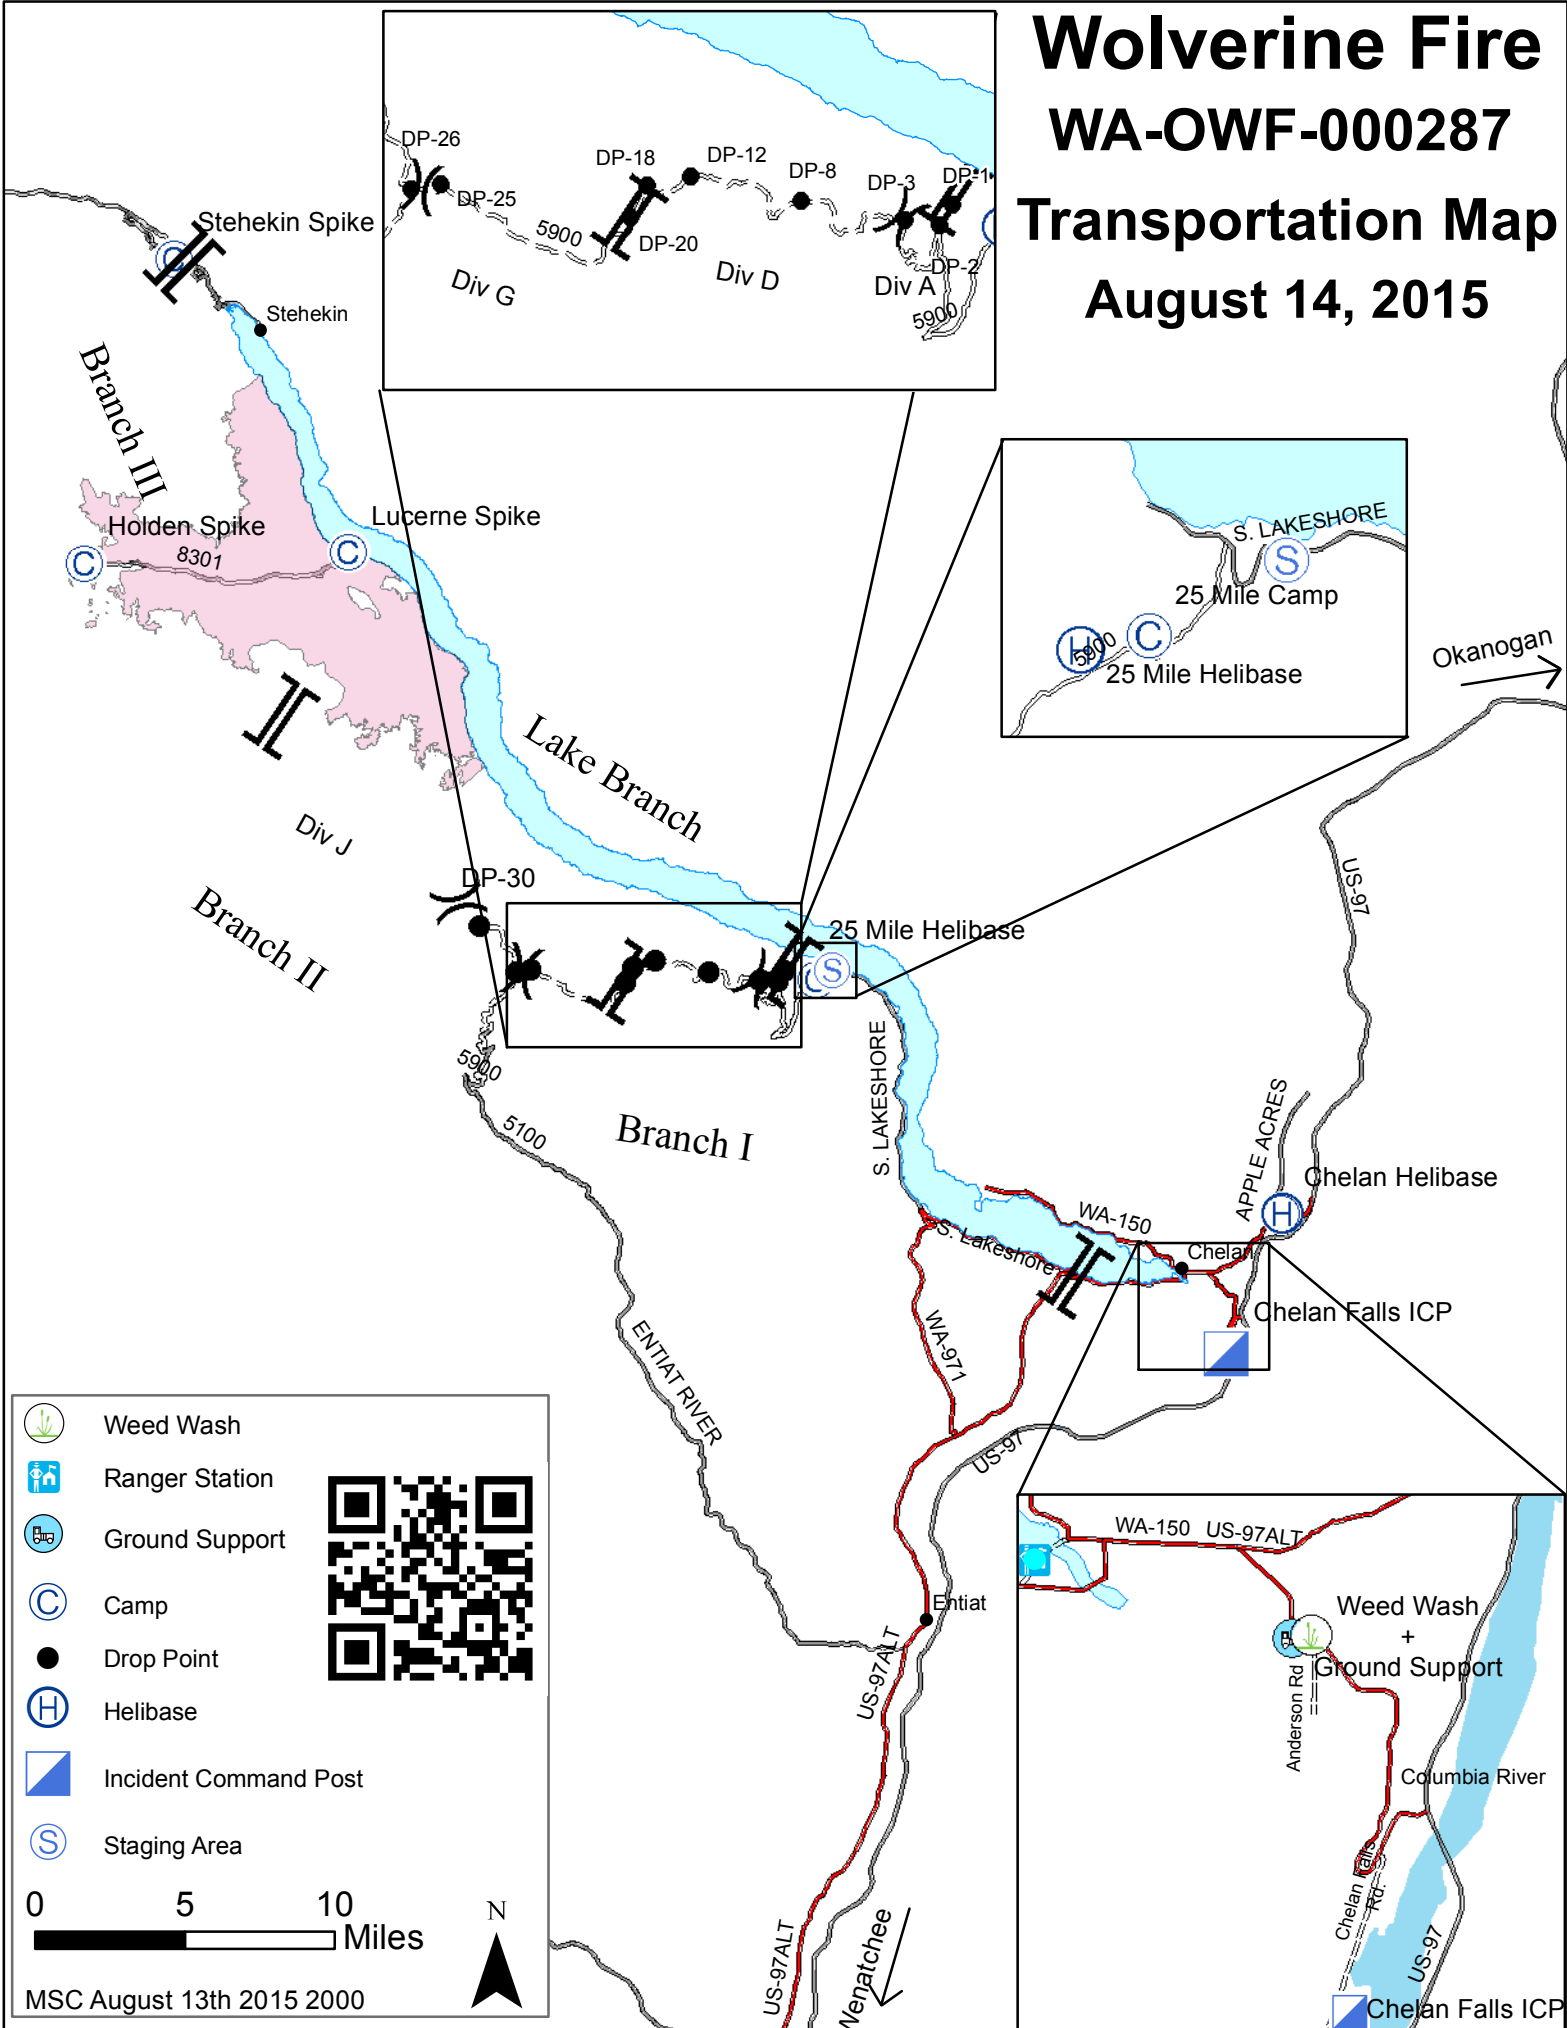 Wolverine Fire
WA-OWF-000287
Transportation Map
August 14, 2015
DP-26
DP-25
DP-18
DP-12
DP-8
DP-3
DP-1
5900
DP-20
DP-2
Div G
Div D
Div A
5900
Stehekin Spike
Stehekin
Branch III
Holden Spike
8301
Lucerne Spike
S. LAKESHORE
25 Mile Camp
5900
25 Mile Helibase
Okanogan
Lake Branch
Div J
Branch II
DP-30
25 Mile Helibase
US-97
5900
5100
Branch I
S. LAKESHORE
APPLE ACRES
Chelan Helibase
WA-150
S. Lakeshore
Chelan
Chelan Falls ICP
WA-971
ENTIAT RIVER
US-97
Entiat
US-97ALT
US-97ALT
Wenatchee
WA-150
US-97ALT
Weed Wash
+
Ground Support
Anderson Rd
Columbia River
Chelan Falls
Rd.
US-97
Chelan Falls ICP
Weed Wash
Ranger Station
Ground Support
C Camp
Drop Point
H Helibase
Incident Command Post
S Staging Area
0 5 10
Miles
N
MSC August 13th 2015 2000